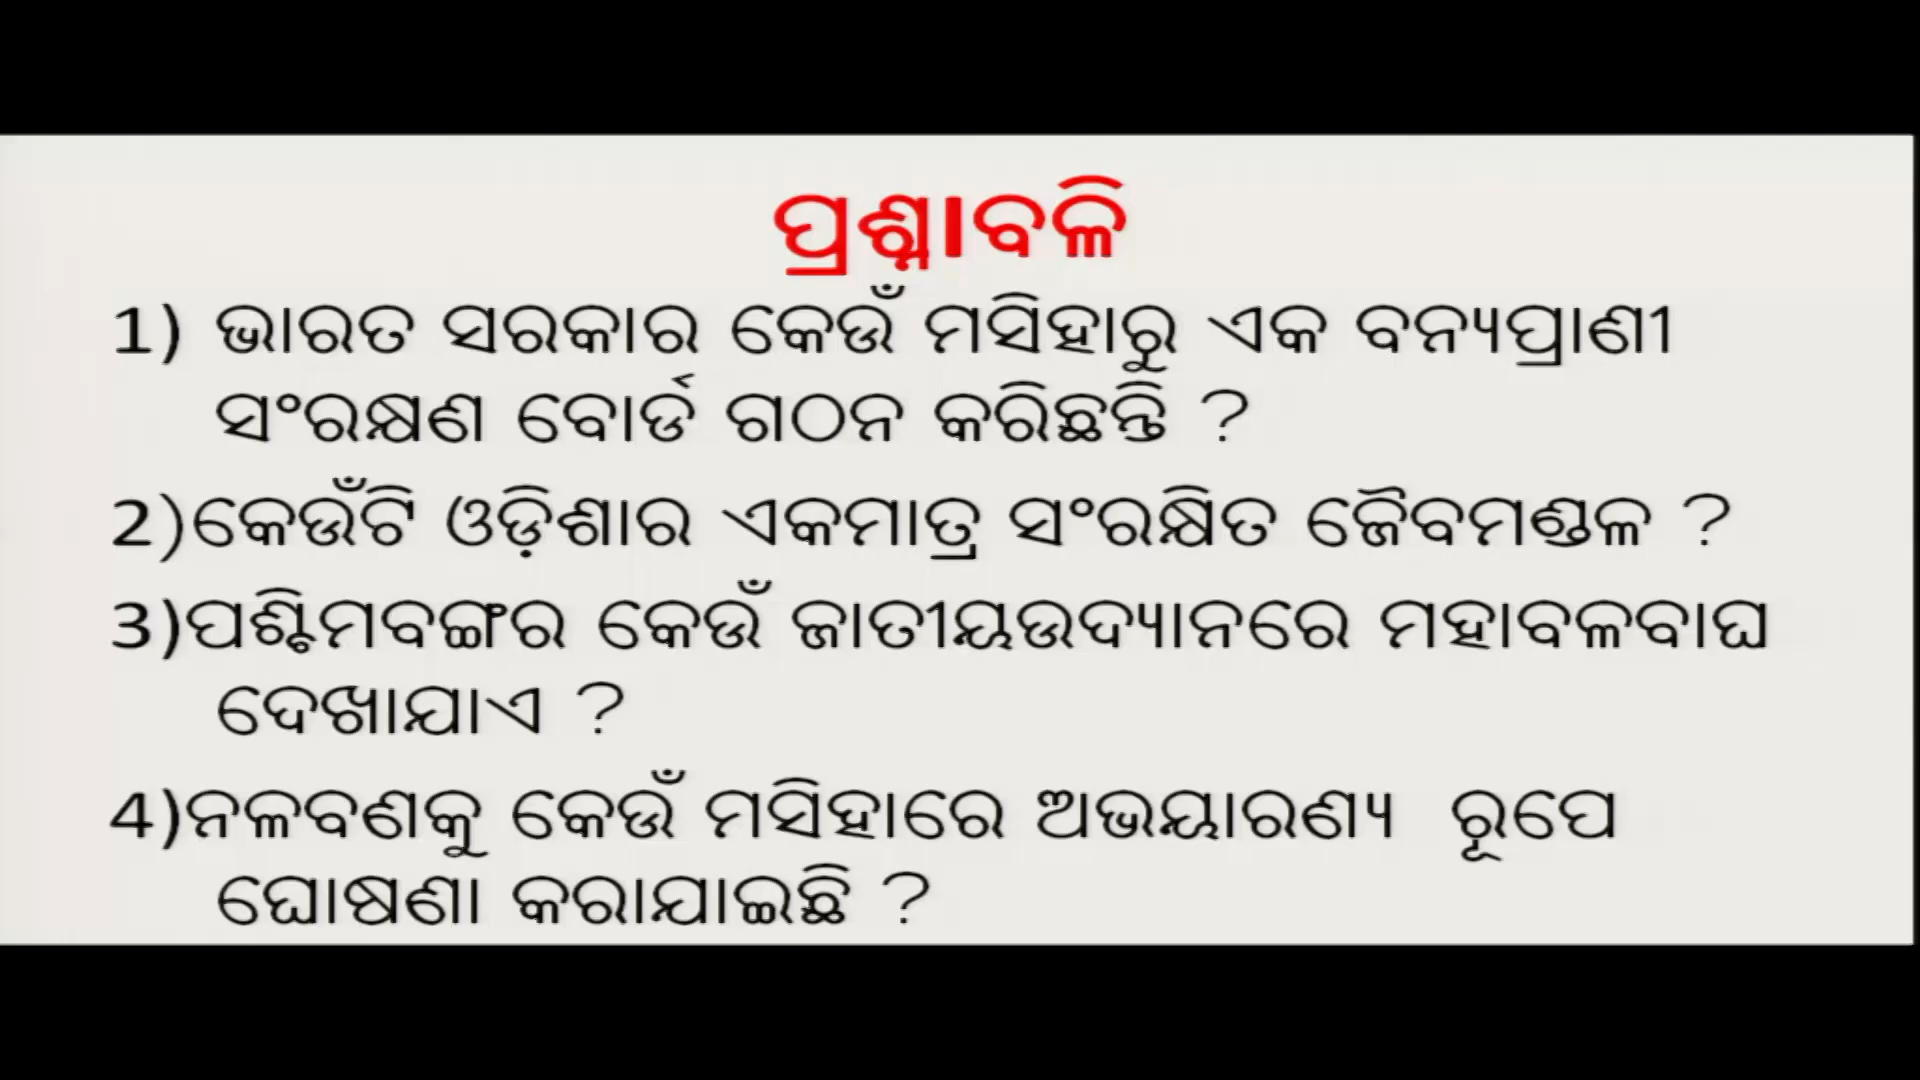 ପ୍ରଶ୍ନାବଳି
1) ଭାରତ ସରକାର କେଉଁ ମସିହାରୁ ଏକ ବନ୍ୟପ୍ରାଣୀ
ସଂରକ୍ଷଣ ବୋର୍ଡ ଗଠନ କରିଛନ୍ତି ?
2)କେଉଁଟି ଓଡ଼ିଶାର ଏକମାତ୍ର ସଂରକ୍ଷିତ ଜୈବମଣ୍ଡଳ ?
3)ପଶ୍ଚିମବଙ୍ଗର କେଉଁ ଜାତୀୟଉଦ୍ୟାନରେ ମହାବଳବାଘ
ଦେଖାଯାଏ ?
4)ନଳବଣକୁ କେଉଁ ମସିହାରେ ଅଭୟାରଣ୍ୟ ରୂପେ
ଘୋଷଣା କରାଯାଇଛି ?